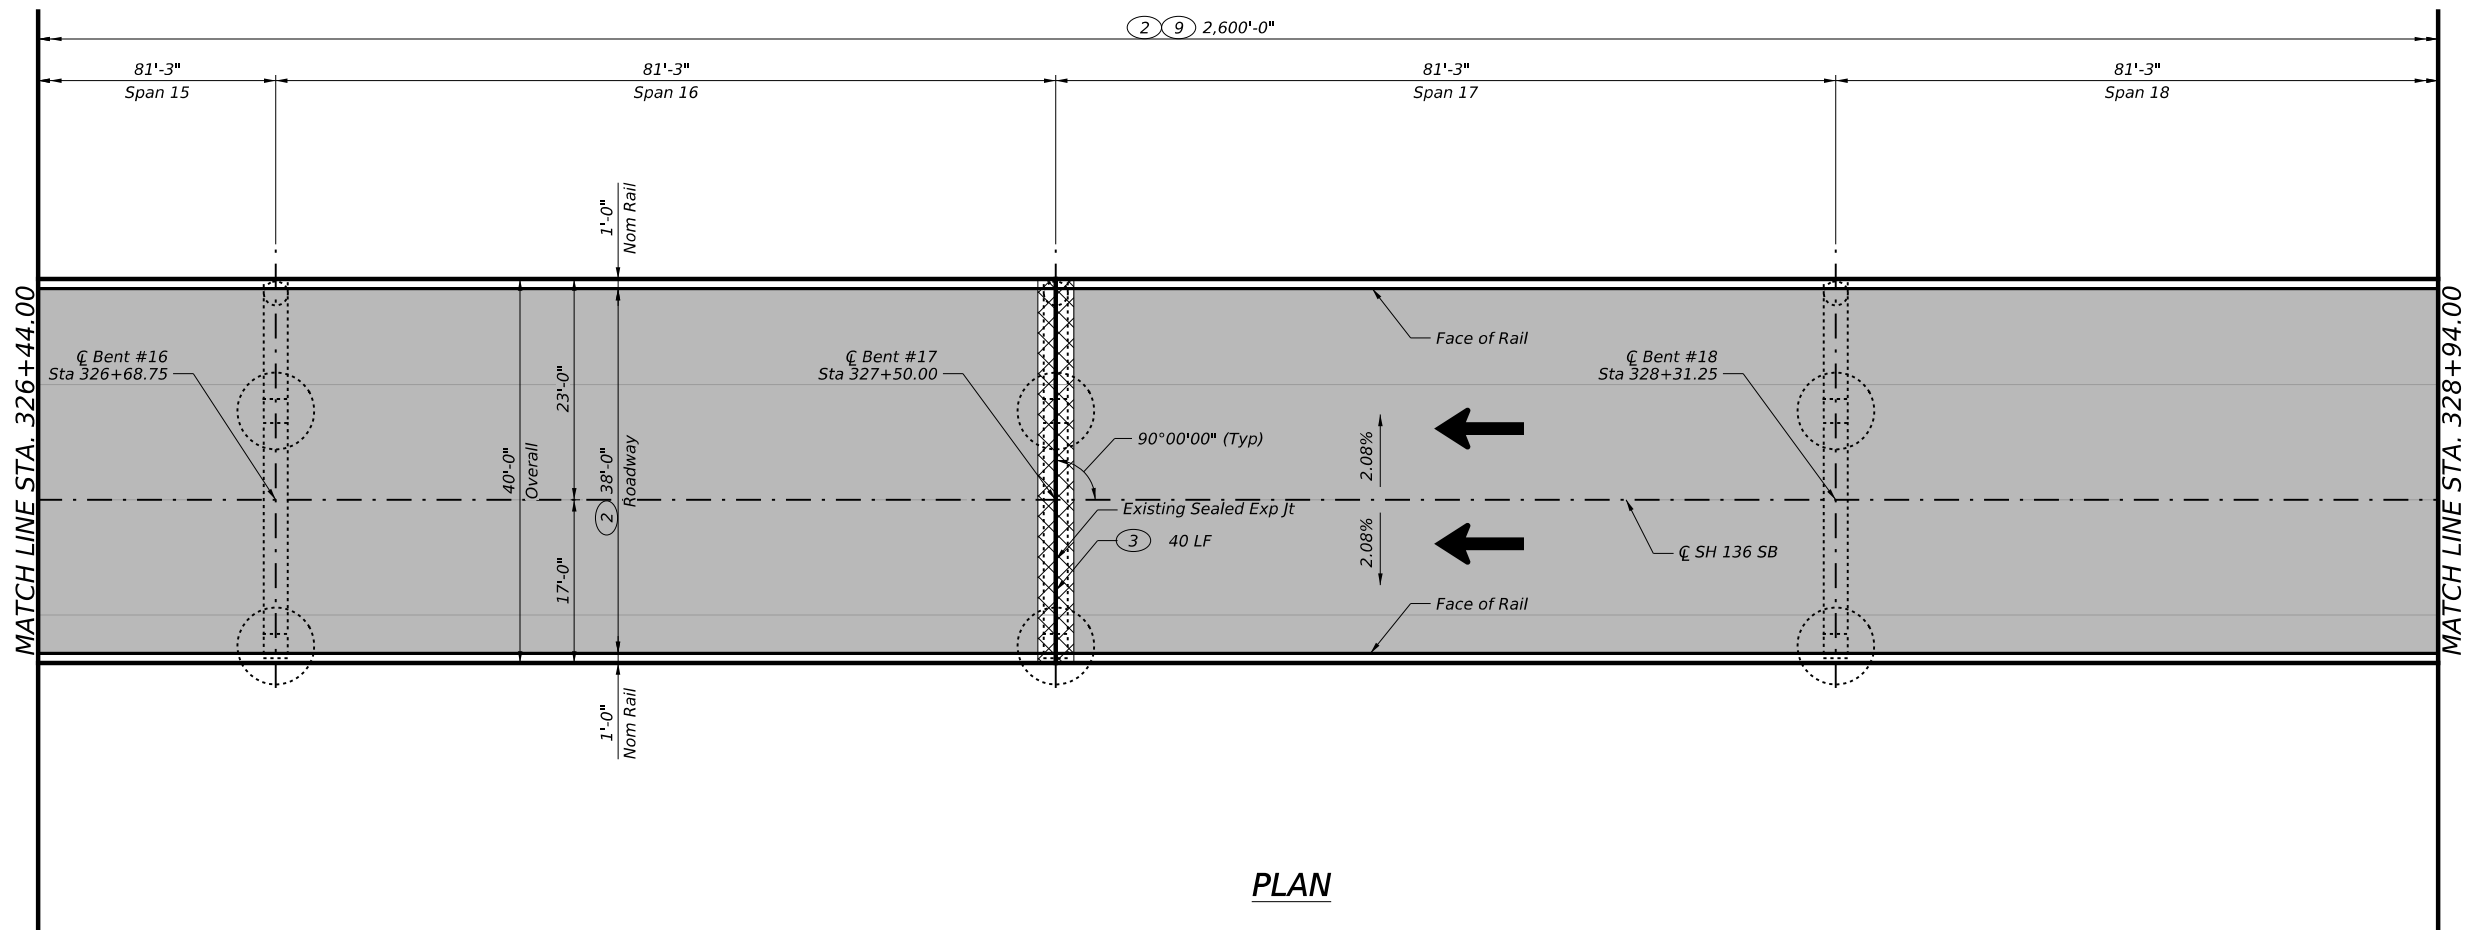 2 9 2,600'-0"
81'-3"
Span 15
81'-3"
Span 16
81'-3"
Span 17
81'-3"
Span 18
1'-0"
Nom Rail
MATCH LINE STA. 326+44.00
MATCH LINE STA. 328+94.00
℄ Bent #16
Sta 326+68.75
40'-0"
Overall
23'-0"
17'-0"
2 38'-0"
Roadway
℄ Bent #17
Sta 327+50.00
Face of Rail
90°00'00" (Typ)
Existing Sealed Exp Jt
3 40 LF
2.08%
2.08%
℄ Bent #18
Sta 328+31.25
℄ SH 136 SB
Face of Rail
1'-0"
Nom Rail
PLAN